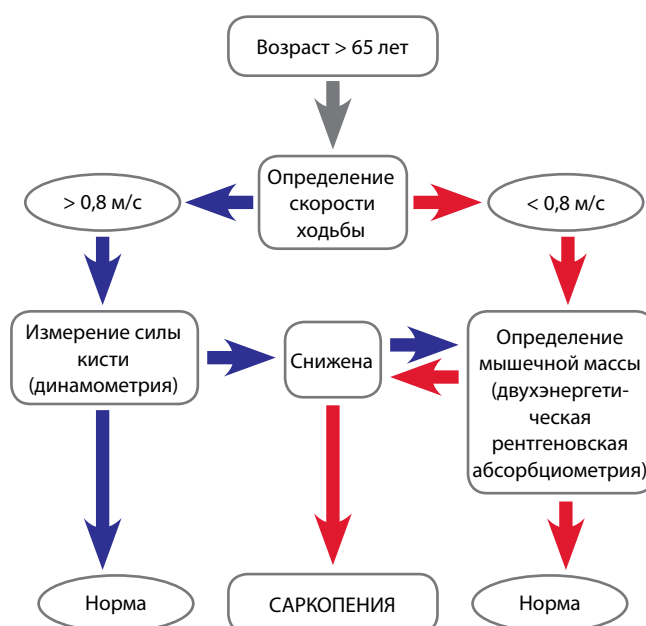 Возраст > 65 лет
Определение
скорости
ходьбы
> 0,8 м/с
< 0,8 м/с
Измерение силы
кисти
(динамометрия)
Снижена
Определение
мышечной массы
(двухэнергети-
ческая
рентгеновская
абсорбциометрия)
Норма
САРКОПЕНИЯ
Норма